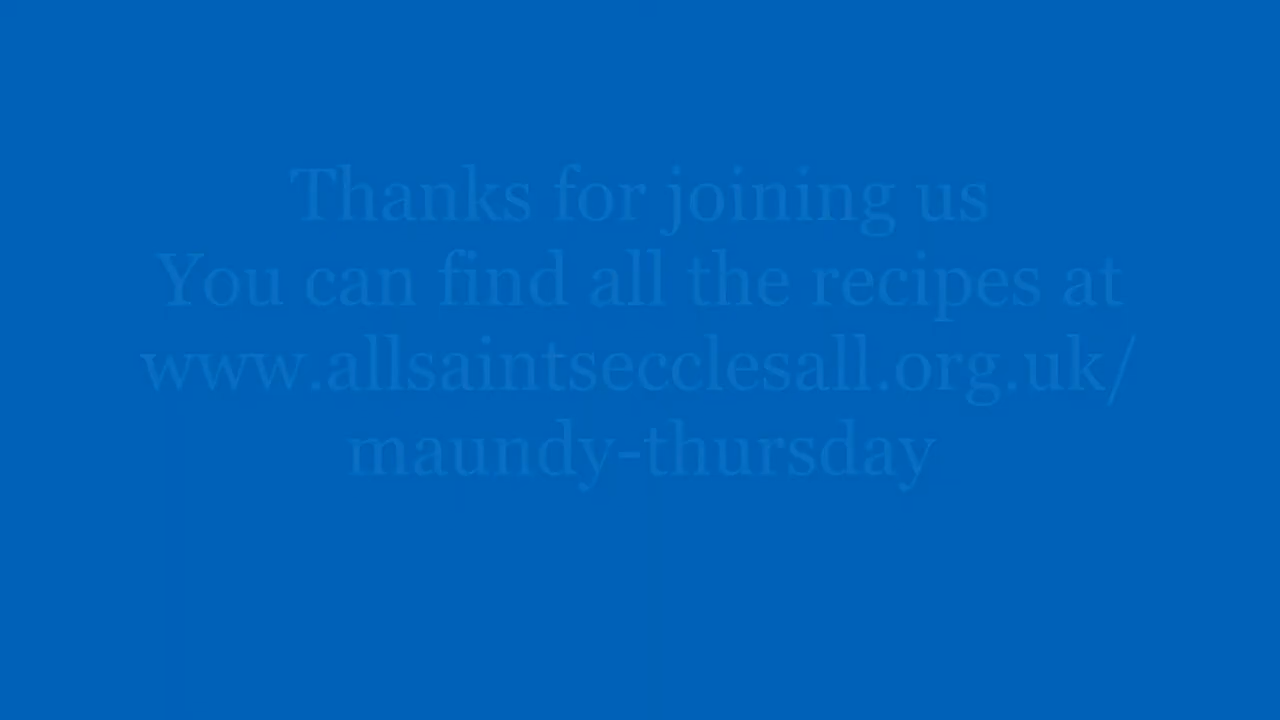 Thanks for joining us
You can find all the recipes at
www.allsaintsecclesall.org.uk/
maundy-thursday